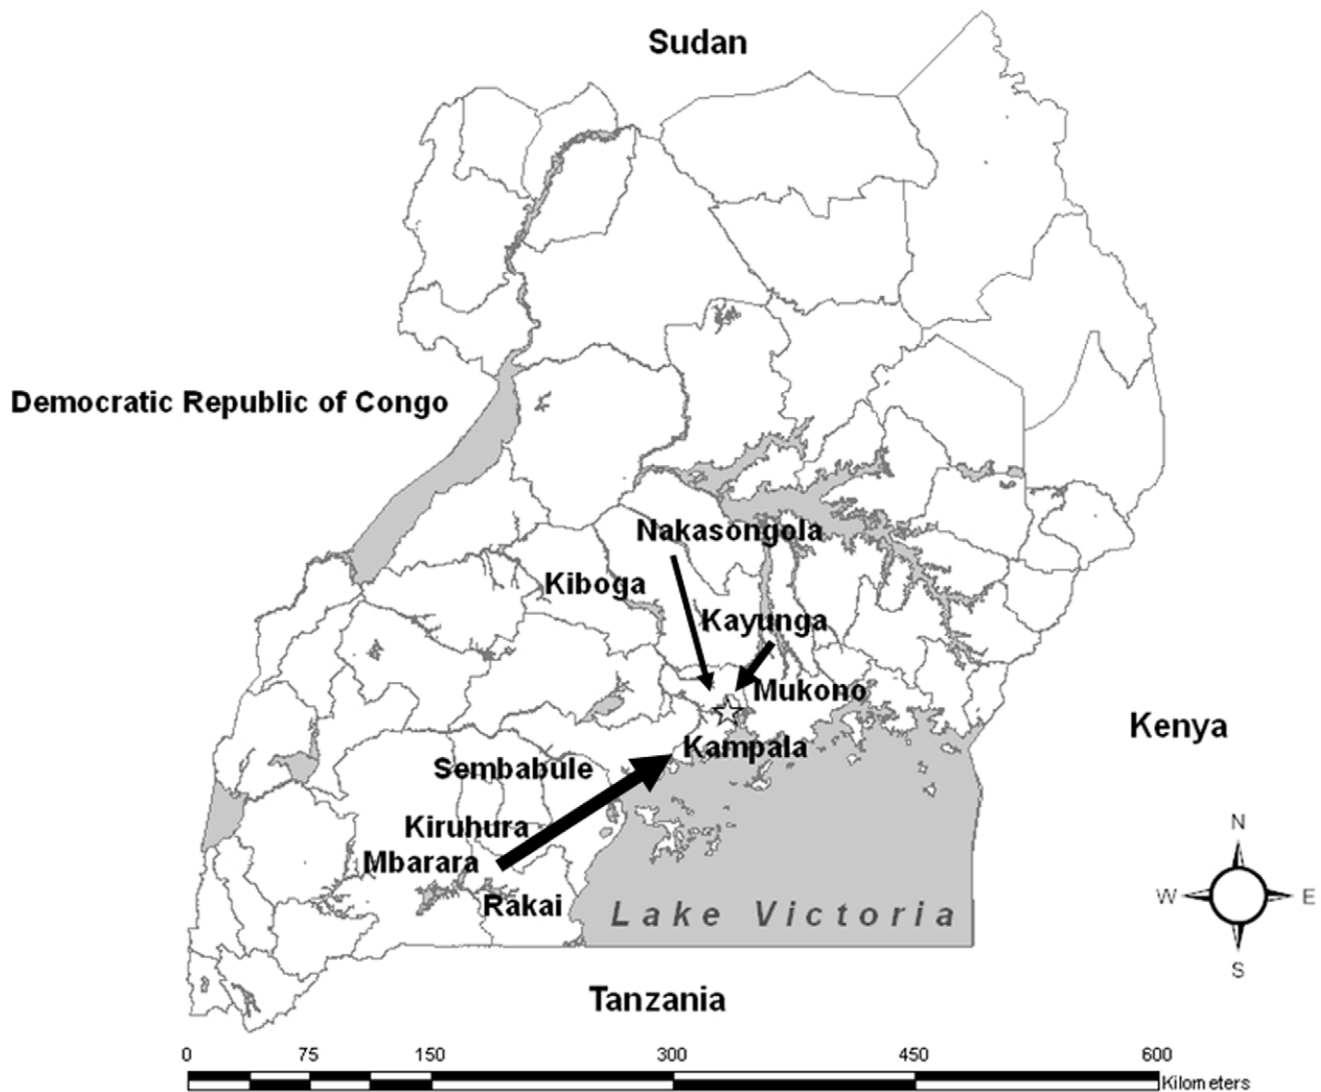 Sudan
Democratic Republic of Congo
Nakasongola
Kiboga
Kayunga
Mukono
Kenya
Kampala
Sembabule
Kiruhura
Mbarara
Rakai
Lake Victoria
N
W E
S
Tanzania
0 75 150 300 450 600
Kilometers